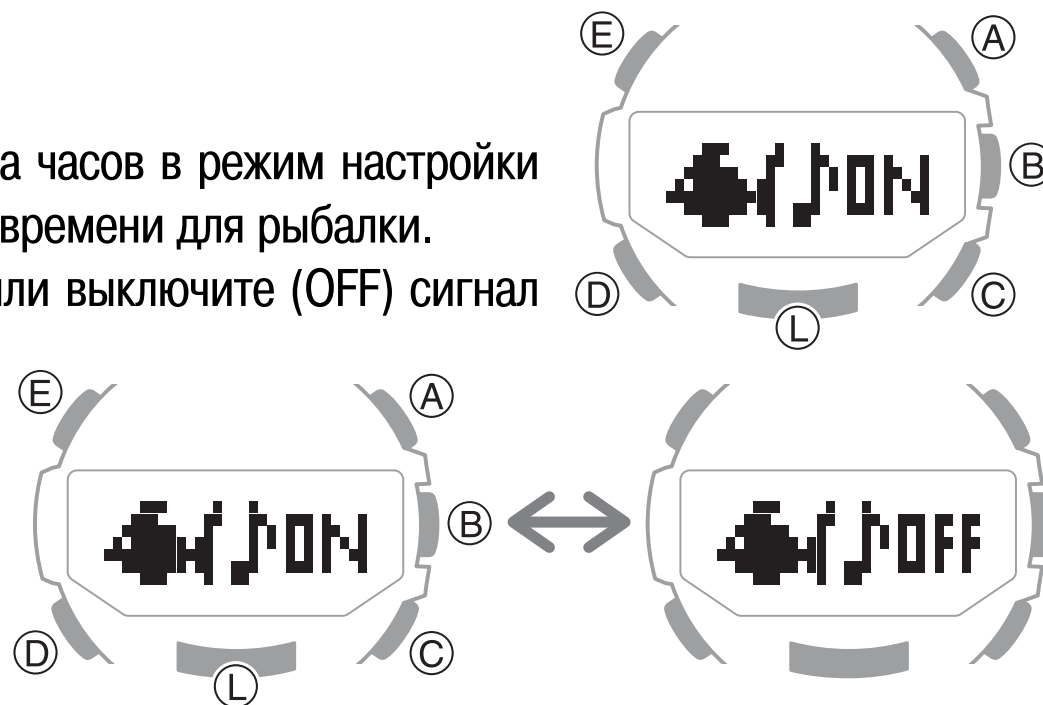 а часов в режим настройки
времени для рыбалки.
или выключите (OFF) сигнал
E A
♪ON B
D L C
E A
♪ON B ♪OFF
D L C